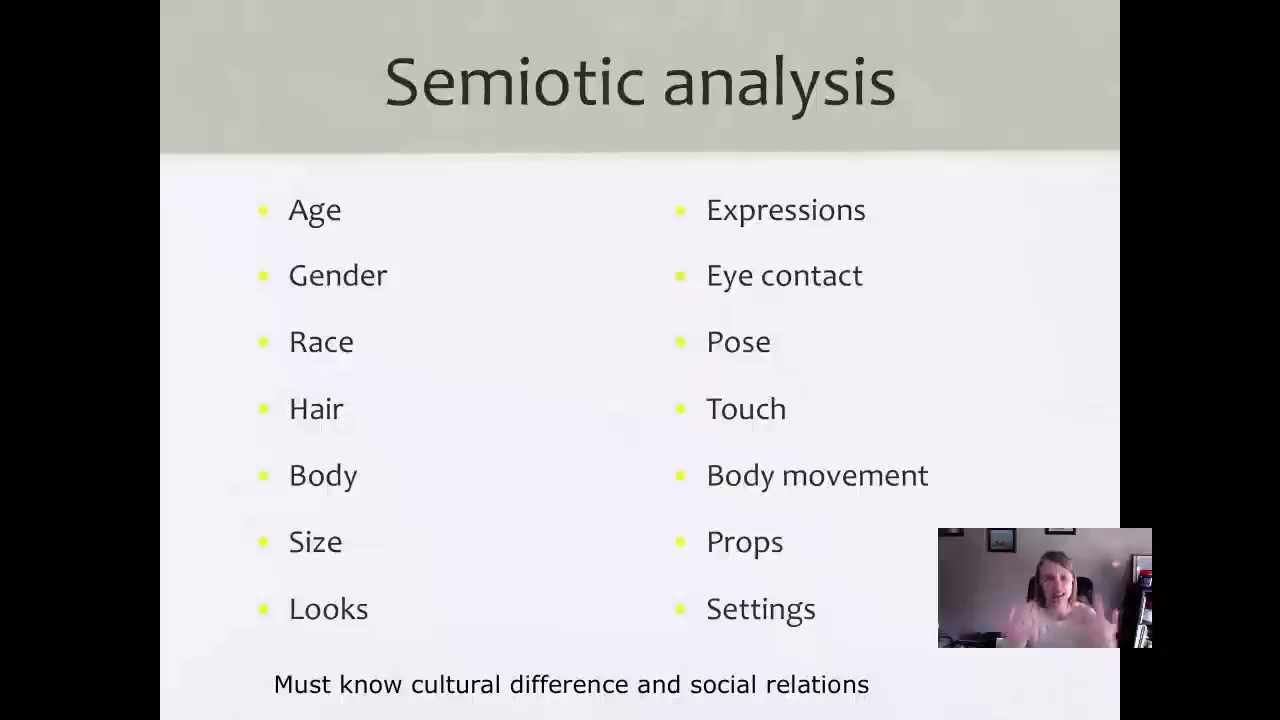 Semiotic analysis
Age
Gender
Race
Hair
Body
Size
Looks
Expressions
Eye contact
Pose
Touch
Body movement
Props
Settings
Must know cultural difference and social relations